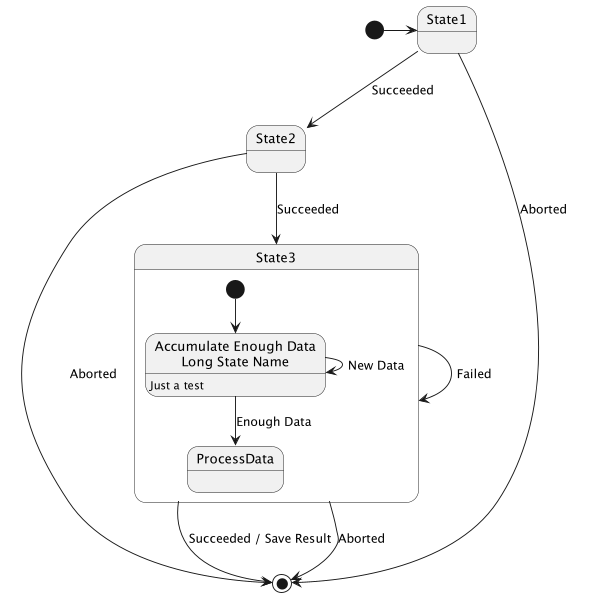 State1
Succeeded
State2
Aborted
Succeeded
State3
Accumulate Enough Data
Long State Name
New Data
Failed
Aborted
Just a test
Enough Data
ProcessData
Succeeded / Save Result
Aborted